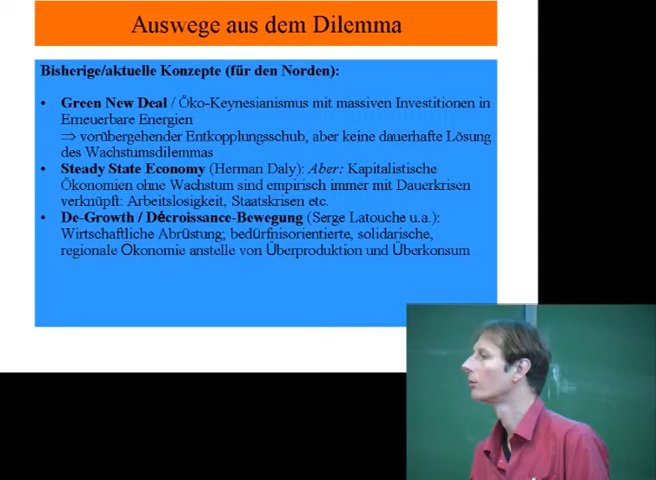 Auswege aus dem Dilemma
Bisherige/aktuelle Konzepte (für den Norden):
• Green New Deal / Öko-Keynesianismus mit massiven Investitionen in
Erneuerbare Energien
⇒ vorübergehender Entkopplungsschub, aber keine dauerhafte Lösung
des Wachstumsdilemmas
• Steady State Economy (Herman Daly): Aber: Kapitalistische
Ökonomien ohne Wachstum sind empirisch immer mit Dauerkrisen
verknüpft: Arbeitslosigkeit, Staatskrisen etc.
• De-Growth / Décroissance-Bewegung (Serge Latouche u.a.):
Wirtschaftliche Abrüstung; bedürfnisorientierte, solidarische,
regionale Ökonomie anstelle von Überproduktion und Überkonsum